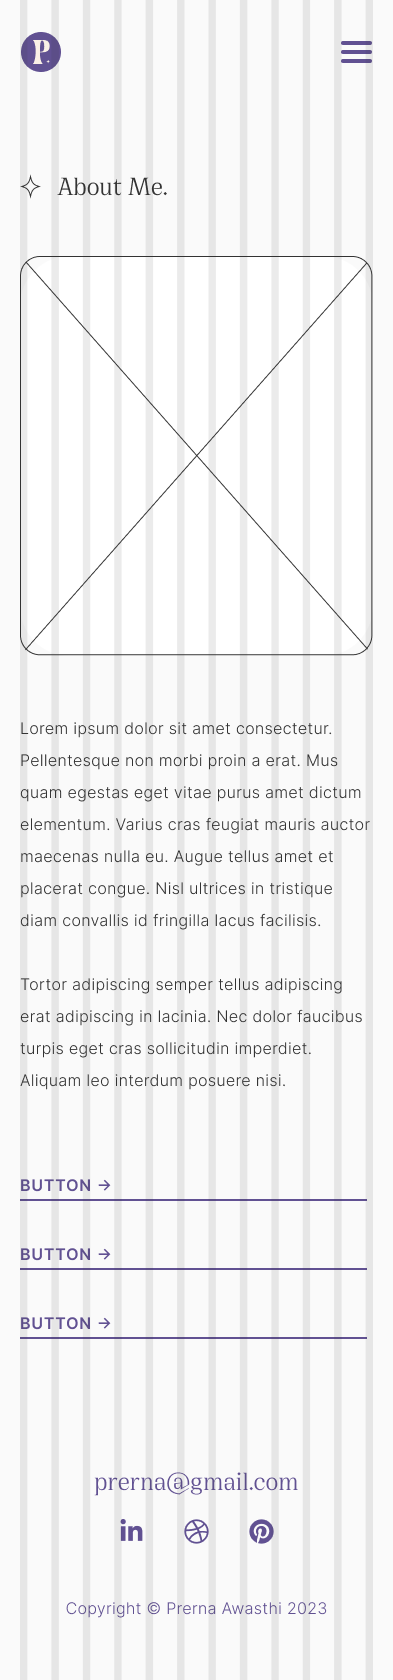 P.
About Me.
Lorem ipsum dolor sit amet consectetur.
Pellentesque non morbi proin a erat. Mus
quam egestas eget vitae purus amet dictum
elementum. Varius cras feugiat mauris auctor
maecenas nulla eu. Augue tellus amet et
placerat congue. Nisl ultrices in tristique
diam convallis id fringilla lacus facilisis.
Tortor adipiscing semper tellus adipiscing
erat adipiscing in lacinia. Nec dolor faucibus
turpis eget cras sollicitudin imperdiet.
Aliquam leo interdum posuere nisi.
BUTTON →
BUTTON →
BUTTON →
prerna@gmail.com
in
Copyright © Prerna Awasthi 2023